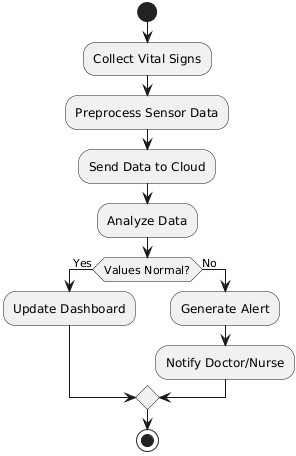 Collect Vital Signs
Preprocess Sensor Data
Send Data to Cloud
Analyze Data
Values Normal?
Yes
No
Update Dashboard
Generate Alert
Notify Doctor/Nurse